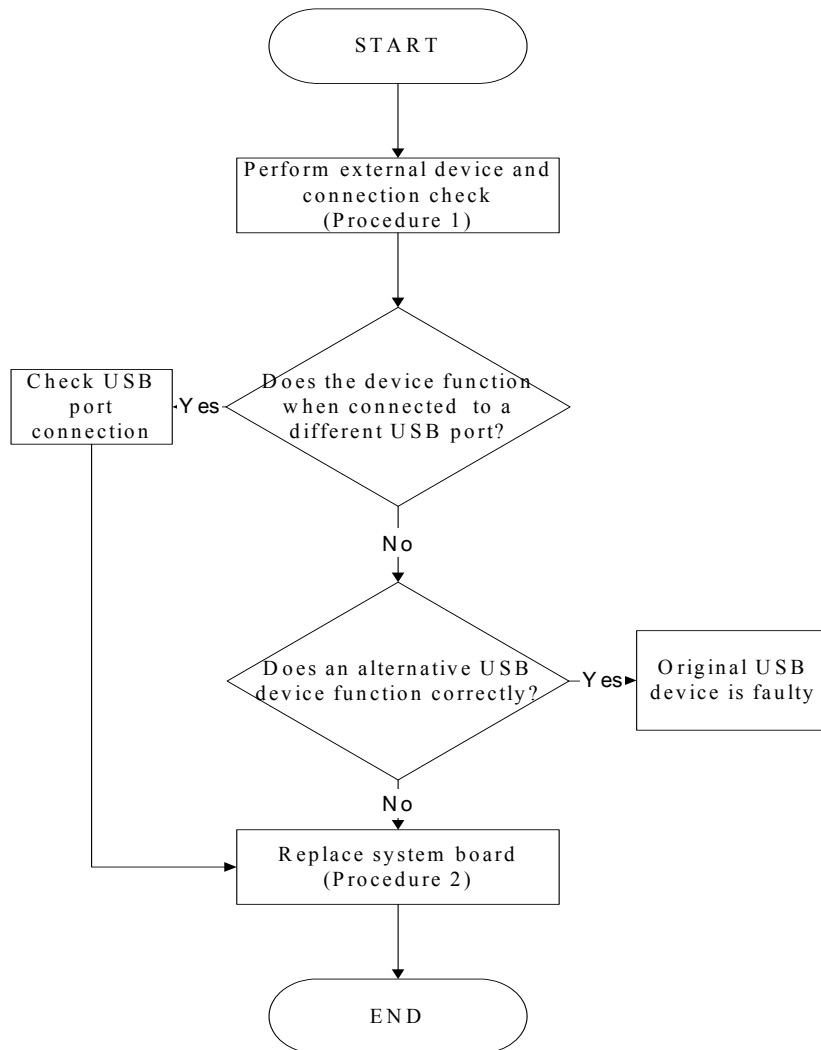 START
Perform external device and
connection check
(Procedure 1)
Does the device function
when connected to a
different USB port?
Yes
Check USB
port
connection
No
Does an alternative USB
device function correctly?
Yes
Original USB
device is faulty
No
Replace system board
(Procedure 2)
END